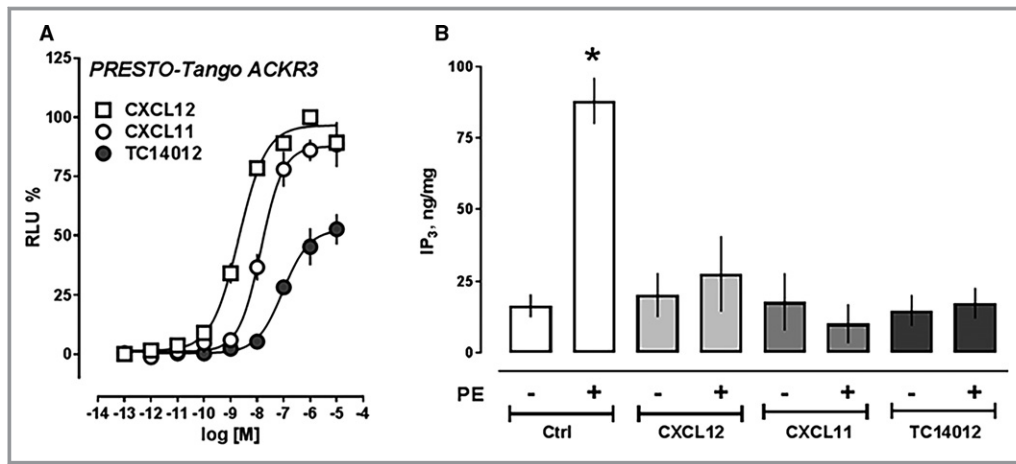 A
PRESTO-Tango ACKR3
CXCL12
CXCL11
TC14012
RLU %
125
100
75
50
25
0
-14 -13 -12 -11 -10 -9 -8 -7 -6 -5 -4
log [M]
B
*
IP3, ng/mg
100
75
50
25
0
PE - + - + - + - +
Ctrl CXCL12 CXCL11 TC14012